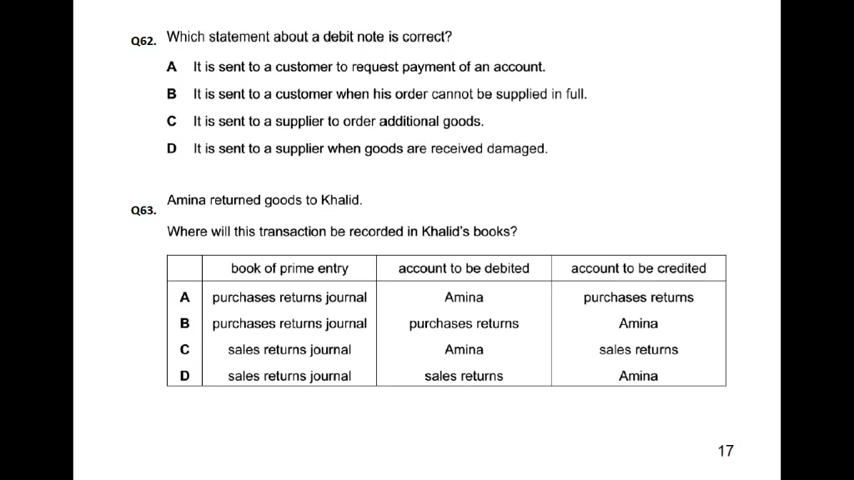 Q62. Which statement about a debit note is correct?
A It is sent to a customer to request payment of an account.
B It is sent to a customer when his order cannot be supplied in full.
C It is sent to a supplier to order additional goods.
D It is sent to a supplier when goods are received damaged.
Q63. Amina returned goods to Khalid.
Where will this transaction be recorded in Khalid's books?
book of prime entry account to be debited account to be credited
A purchases returns journal Amina purchases returns
B purchases returns journal purchases returns Amina
C sales returns journal Amina sales returns
D sales returns journal sales returns Amina
17